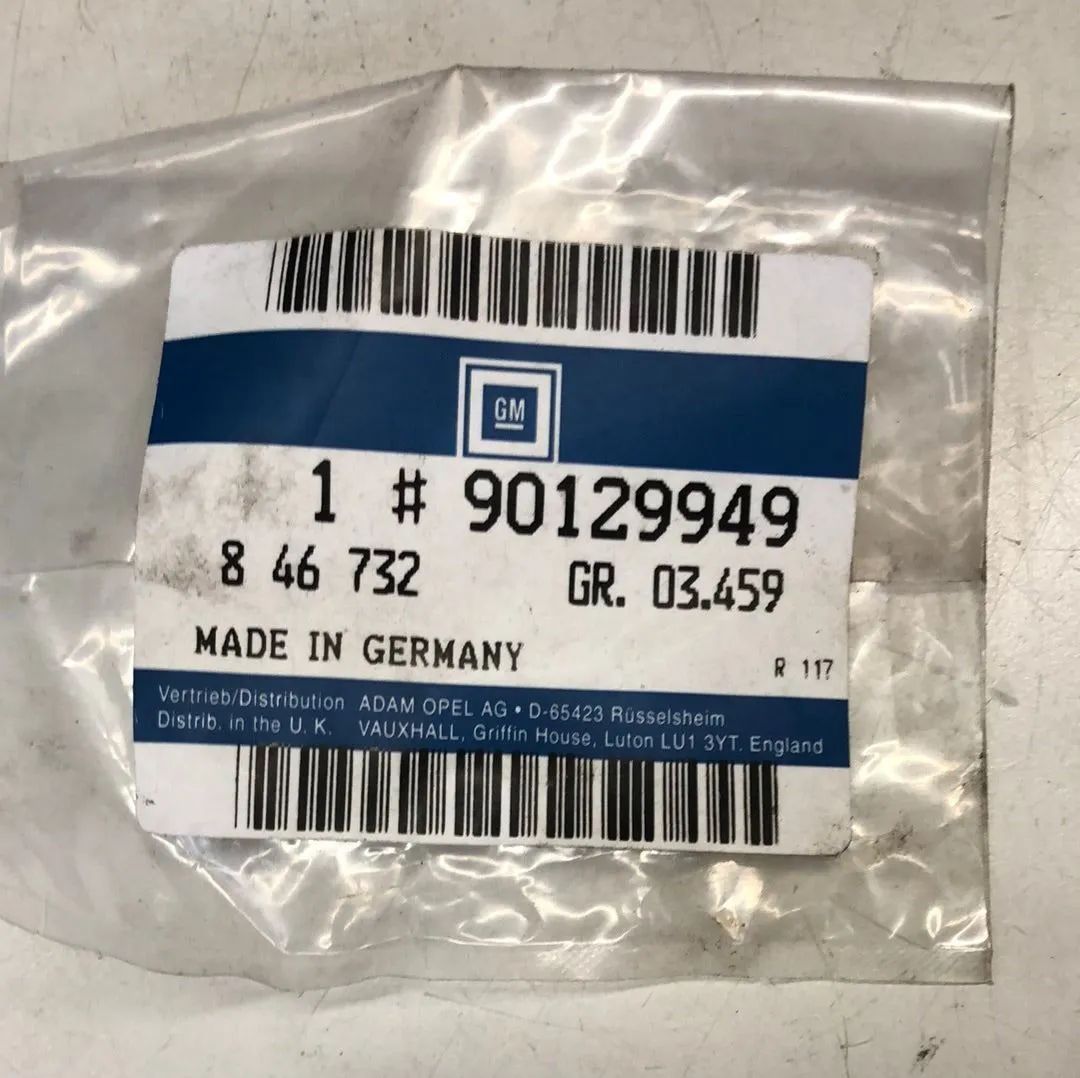 GM
1 # 90129949
8 46 732 GR. 03.459
MADE IN GERMANY R 117
Vertrieb/Distribution ADAM OPEL AG • D-65423 Rüsselsheim
Distrib. in the U. K. VAUXHALL, Griffin House, Luton LU1 3YT. England